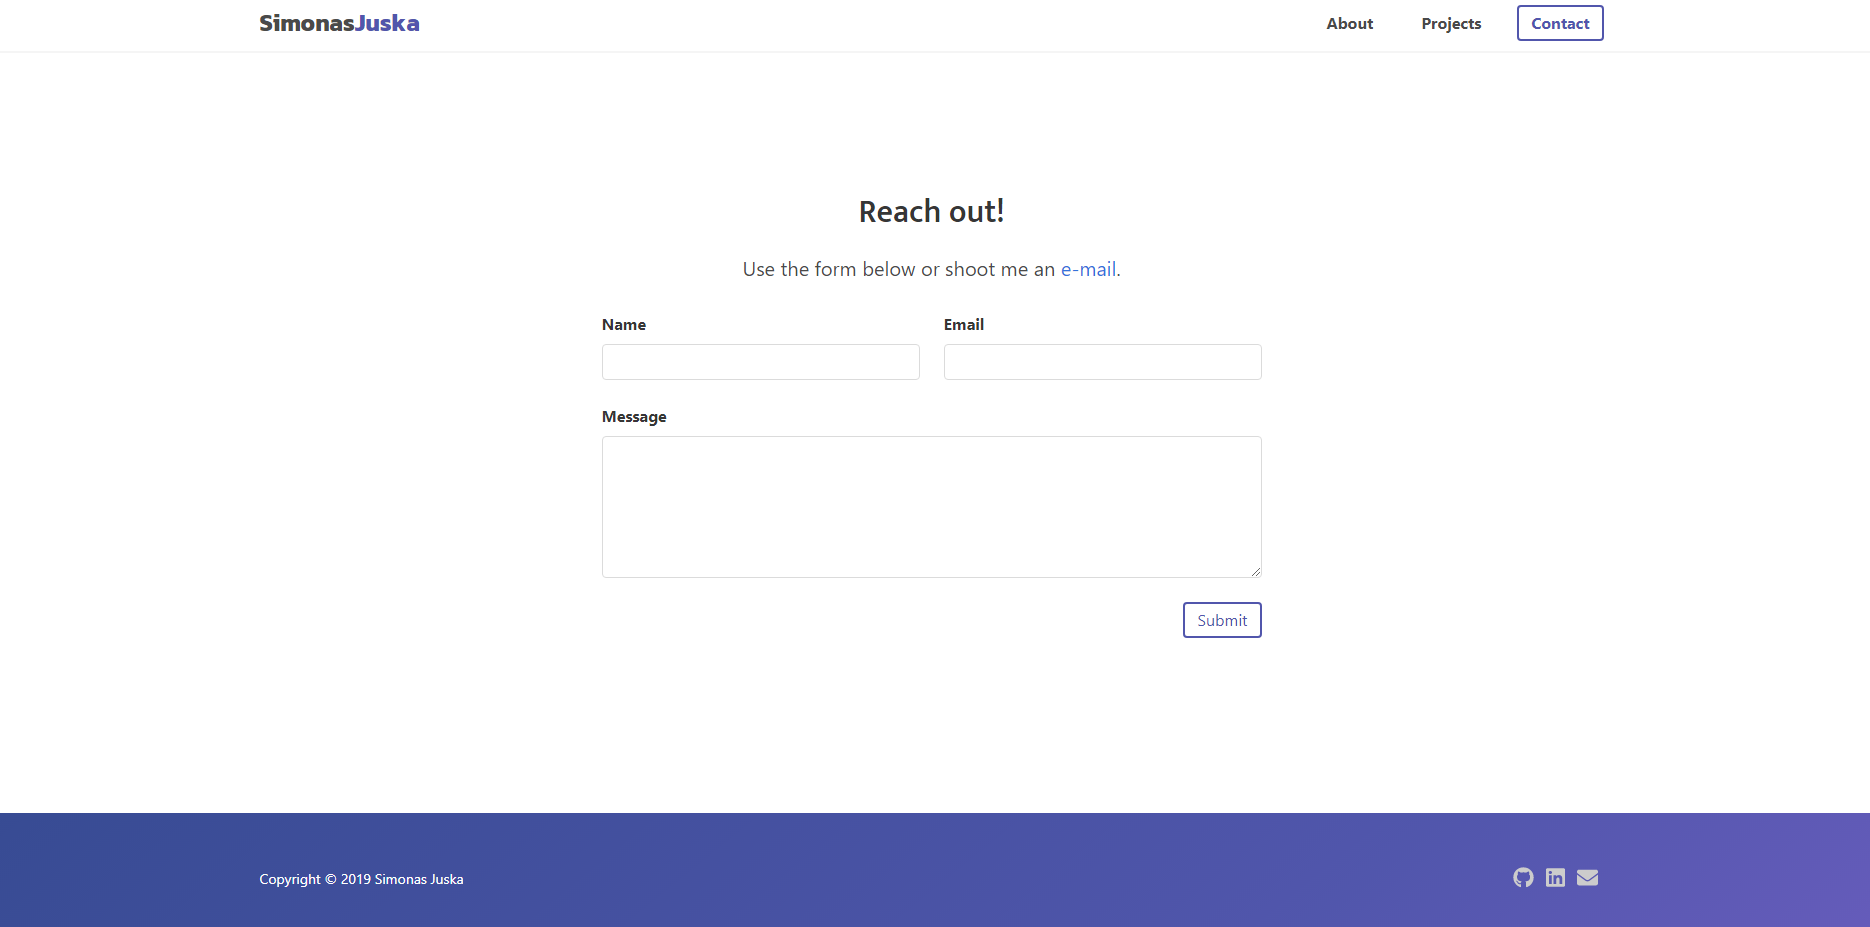 SimonasJuska
About
Projects
Contact
Reach out!
Use the form below or shoot me an e-mail.
Name
Email
Message
Submit
Copyright © 2019 Simonas Juska